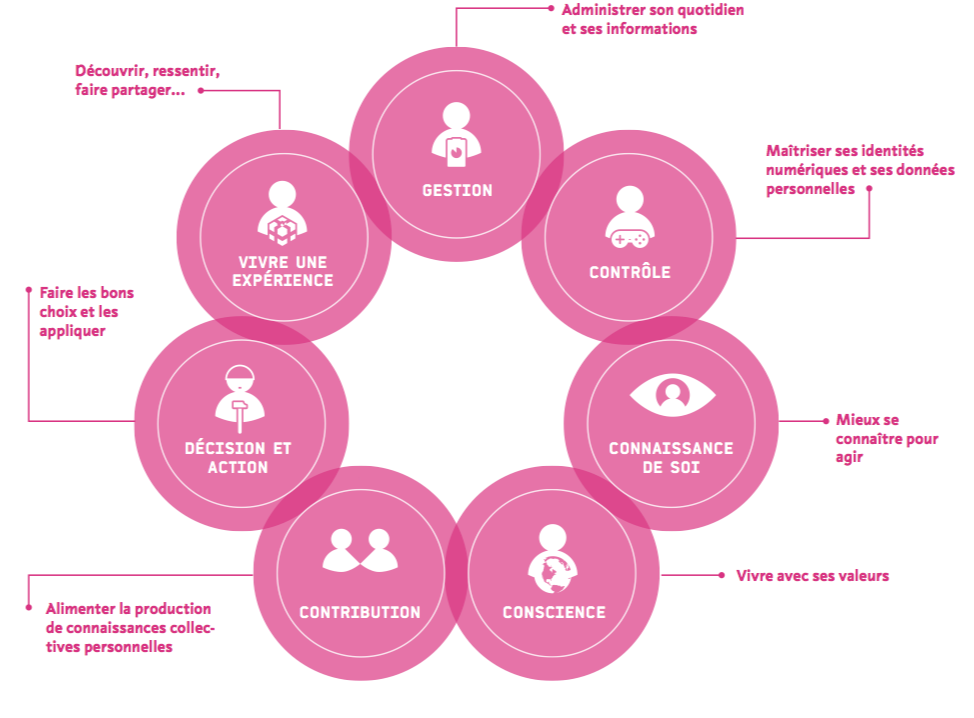 Administrer son quotidien
et ses informations
GESTION
Maîtriser ses identités
numériques et ses données
personnelles
CONTRÔLE
Mieux se
connaître pour
agir
CONNAISSANCE
DE SOI
Vivre avec ses valeurs
CONSCIENCE
Alimenter la production
de connaissances collec-
tives personnelles
CONTRIBUTION
Faire les bons
choix et les
appliquer
DÉCISION ET
ACTION
Découvrir, ressentir,
faire partager...
VIVRE UNE
EXPÉRIENCE